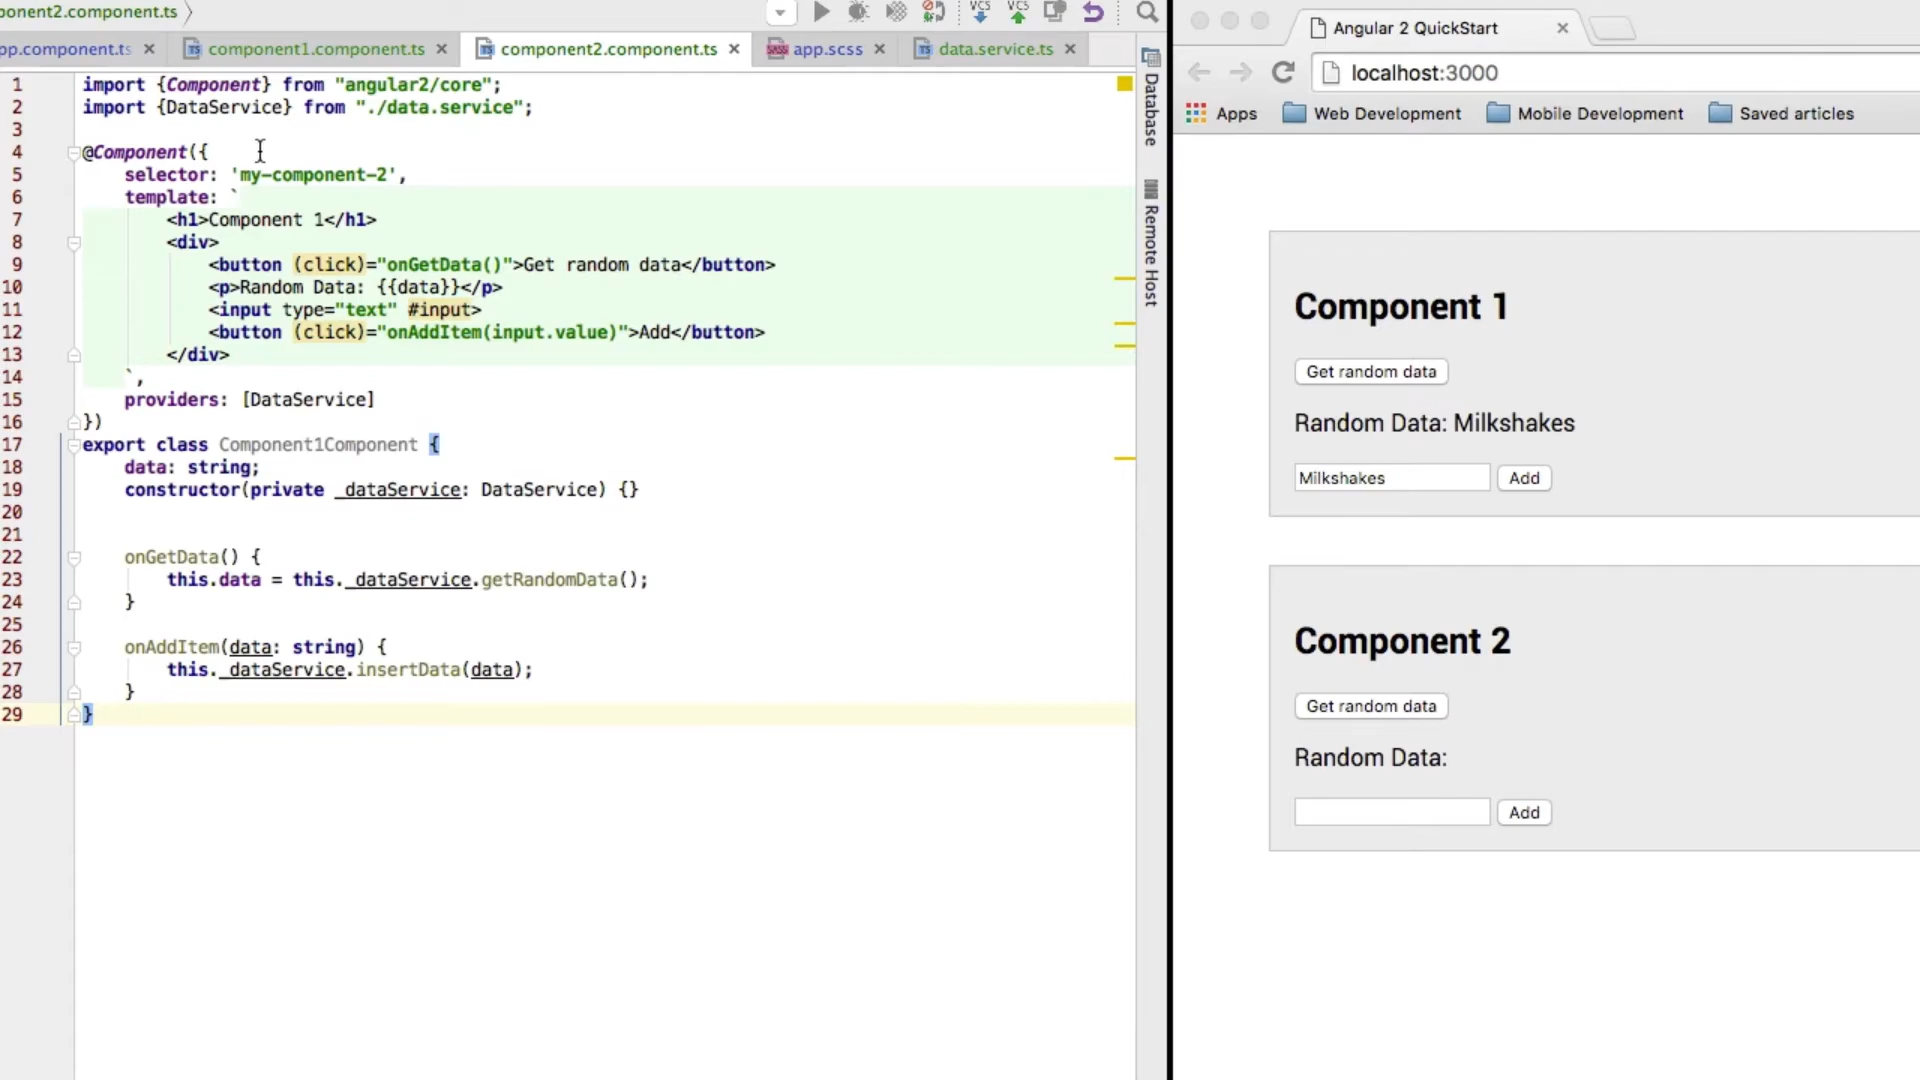 ponent2.component.ts
pp.component.ts
component1.component.ts
component2.component.ts
app.scss
data.service.ts
1 import {Component} from "angular2/core";
2 import {DataService} from "./data.service";
3
4 @Component({
5 selector: 'my-component-2',
6 template: `
7 <h1>Component 1</h1>
8 <div>
9 <button (click)="onGetData()">Get random data</button>
10 <p>Random Data: {{data}}</p>
11 <input type="text" #input>
12 <button (click)="onAddItem(input.value)">Add</button>
13 </div>
14 `,
15 providers: [DataService]
16 })
17 export class Component1Component {
18 data: string;
19 constructor(private _dataService: DataService) {}
20
21
22 onGetData() {
23 this.data = this._dataService.getRandomData();
24 }
25
26 onAddItem(data: string) {
27 this._dataService.insertData(data);
28 }
29 }
VCS
VCS
Database
Remote Host
Angular 2 QuickStart
localhost:3000
Apps
Web Development
Mobile Development
Saved articles
Component 1
Get random data
Random Data: Milkshakes
Milkshakes
Add
Component 2
Get random data
Random Data:
Add